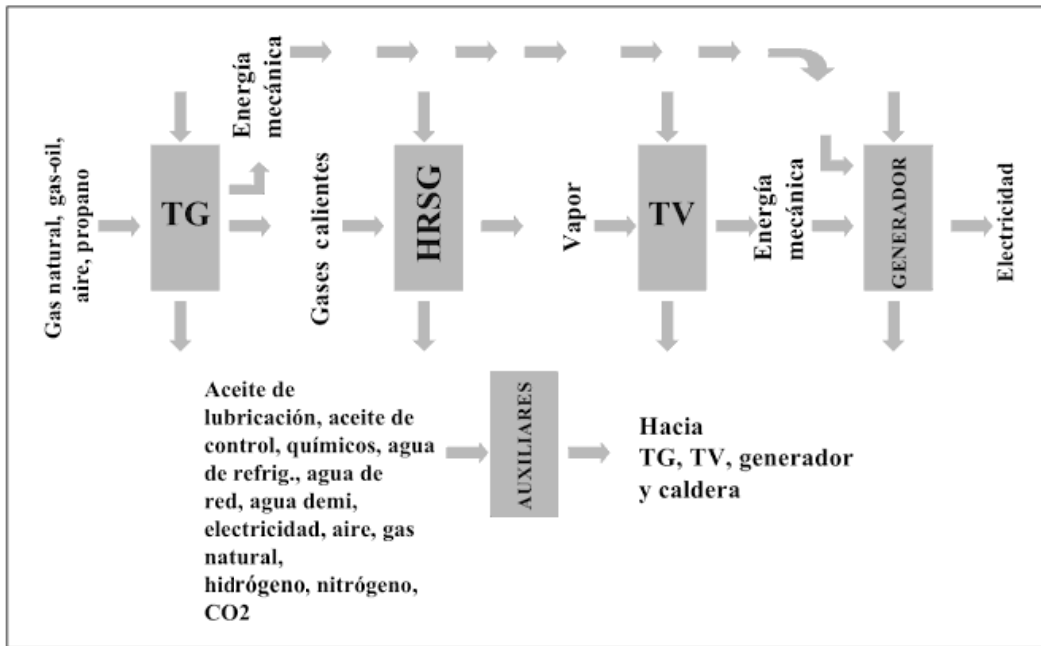 Energía
mecánica
Gas natural, gas-oil,
aire, propano
TG
Gases calientes
HRSG
Vapor
TV
Energía
mecánica
GENERADOR
Electricidad
Aceite de
lubricación, aceite de
control, químicos, agua
de refrig., agua de
red, agua demi,
electricidad, aire, gas
natural,
hidrógeno, nitrógeno,
CO2
AUXILIARES
Hacia
TG, TV, generador
y caldera